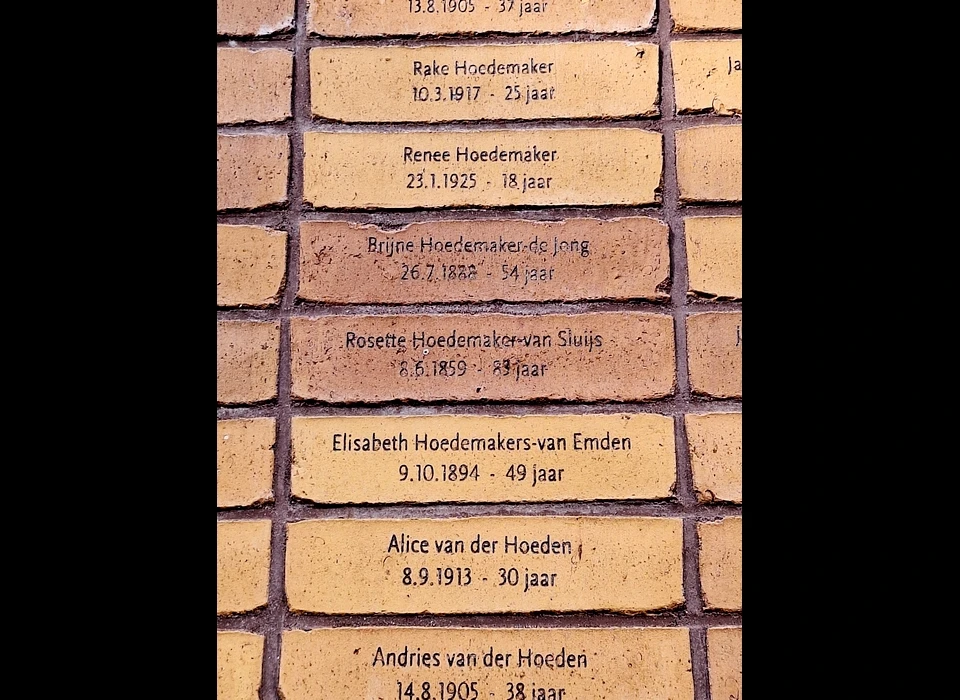 13.8.1905 - 37 jaar
Rake Hoedemaker
10.3.1917 - 25 jaar
Renee Hoedemaker
23.1.1925 - 18 jaar
Brijne Hoedemaker-de Jong
26.7.1888 - 54 jaar
Rosette Hoedemaker-van Sluijs
8.6.1859 - 83 jaar
Elisabeth Hoedemakers-van Emden
9.10.1894 - 49 jaar
Alice van der Hoeden
8.9.1913 - 30 jaar
Andries van der Hoeden
14.8.1905 - 38 jaar